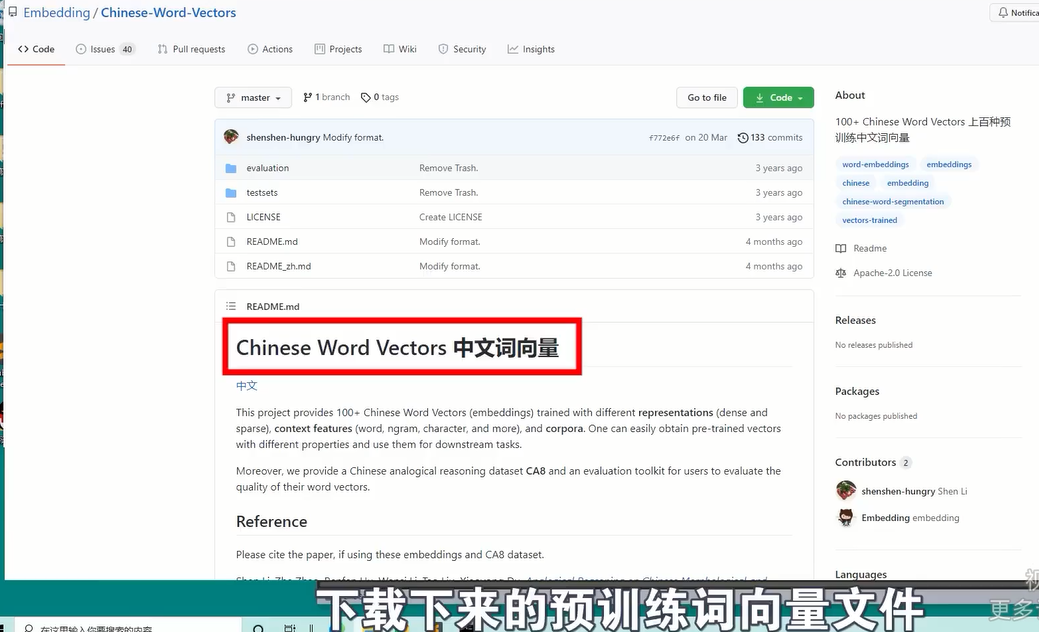 Embedding / Chinese-Word-Vectors
Notifica
Code
Issues 40
Pull requests
Actions
Projects
Wiki
Security
Insights
master
1 branch
0 tags
Go to file
Code
shenshen-hungry Modify format.
f772e6f on 20 Mar
133 commits
evaluation Remove Trash. 3 years ago
testsets Remove Trash. 3 years ago
LICENSE Create LICENSE 3 years ago
README.md Modify format. 4 months ago
README_zh.md Modify format. 4 months ago
README.md
Chinese Word Vectors 中文词向量
中文
This project provides 100+ Chinese Word Vectors (embeddings) trained with different representations (dense and
sparse), context features (word, ngram, character, and more), and corpora. One can easily obtain pre-trained vectors
with different properties and use them for downstream tasks.
Moreover, we provide a Chinese analogical reasoning dataset CA8 and an evaluation toolkit for users to evaluate the
quality of their word vectors.
Reference
Please cite the paper, if using these embeddings and CA8 dataset.
About
100+ Chinese Word Vectors 上百种预
训练中文词向量
word-embeddings embeddings
chinese embedding
chinese-word-segmentation
vectors-trained
Readme
Apache-2.0 License
Releases
No releases published
Packages
No packages published
Contributors 2
shenshen-hungry Shen Li
Embedding embedding
Languages
下载下来的预训练词向量文件
更多
在这里输入你要搜索的内容